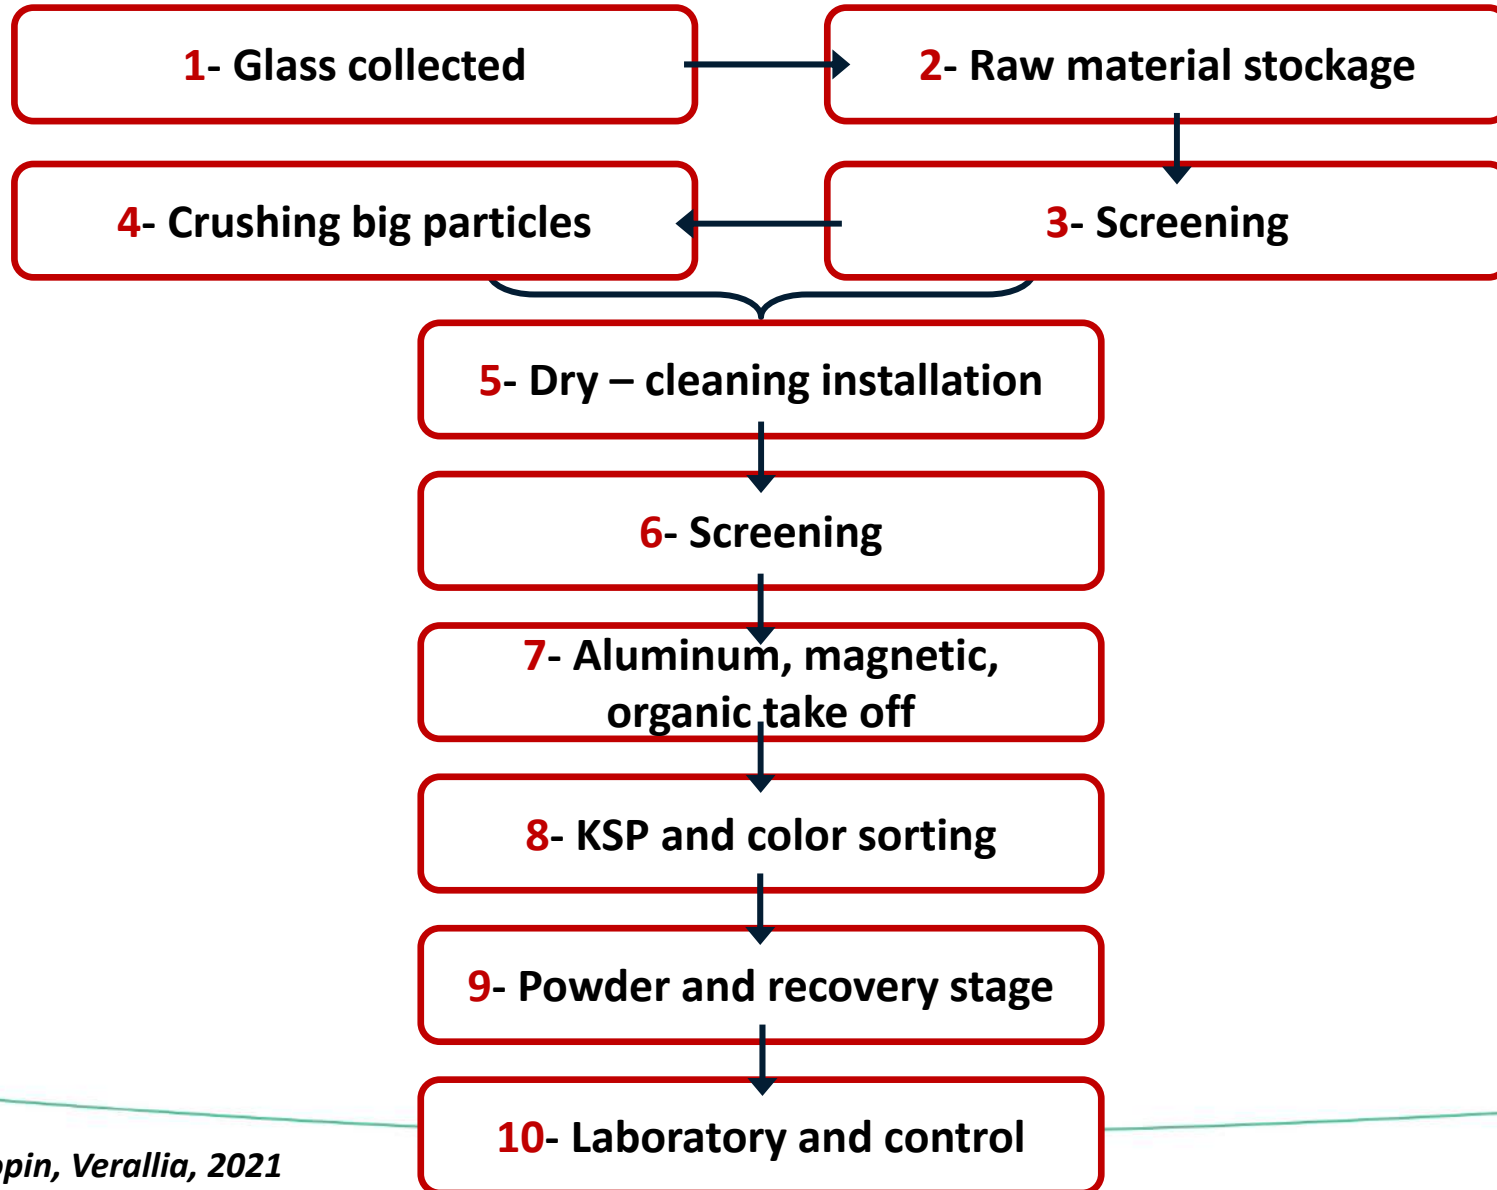 1- Glass collected
2- Raw material stockage
4- Crushing big particles
3- Screening
5- Dry – cleaning installation
6- Screening
7- Aluminum, magnetic,
organic take off
8- KSP and color sorting
9- Powder and recovery stage
10- Laboratory and control
Verallia, 2021